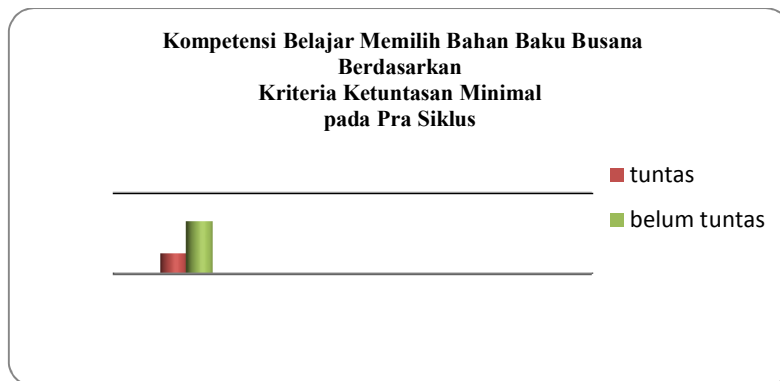 Kompetensi Belajar Memilih Bahan Baku Busana
Berdasarkan
Kriteria Ketuntasan Minimal
pada Pra Siklus
tuntas
belum tuntas